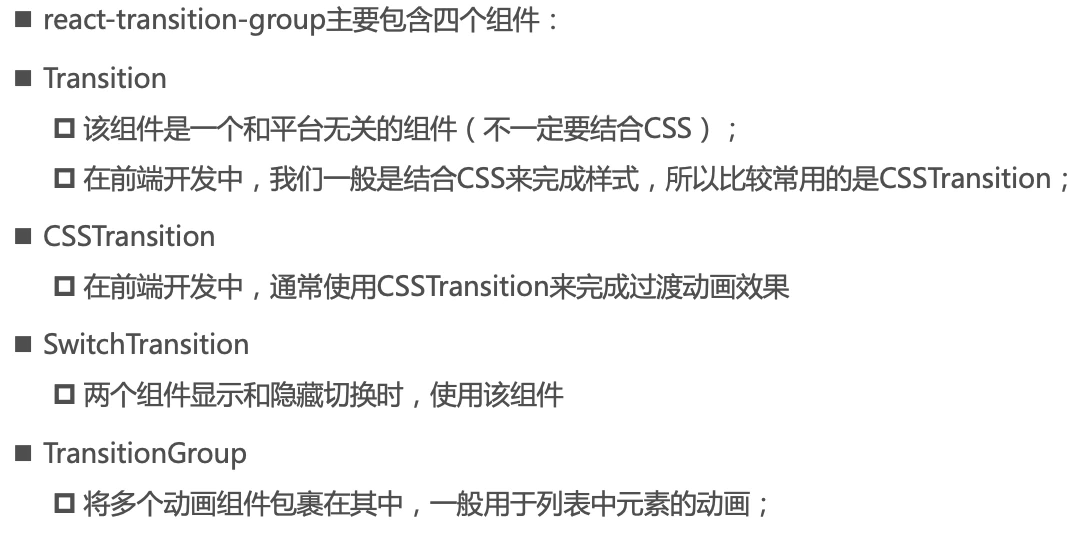 react-transition-group主要包含四个组件：
Transition
该组件是一个和平台无关的组件（不一定要结合CSS）；
在前端开发中，我们一般是结合CSS来完成样式，所以比较常用的是CSSTransition；
CSSTransition
在前端开发中，通常使用CSSTransition来完成过渡动画效果
SwitchTransition
两个组件显示和隐藏切换时，使用该组件
TransitionGroup
将多个动画组件包裹在其中，一般用于列表中元素的动画；